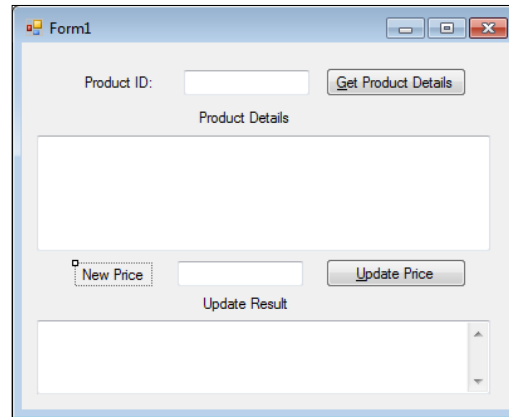 Form1
Product ID: Get Product Details
Product Details
New Price Update Price
Update Result